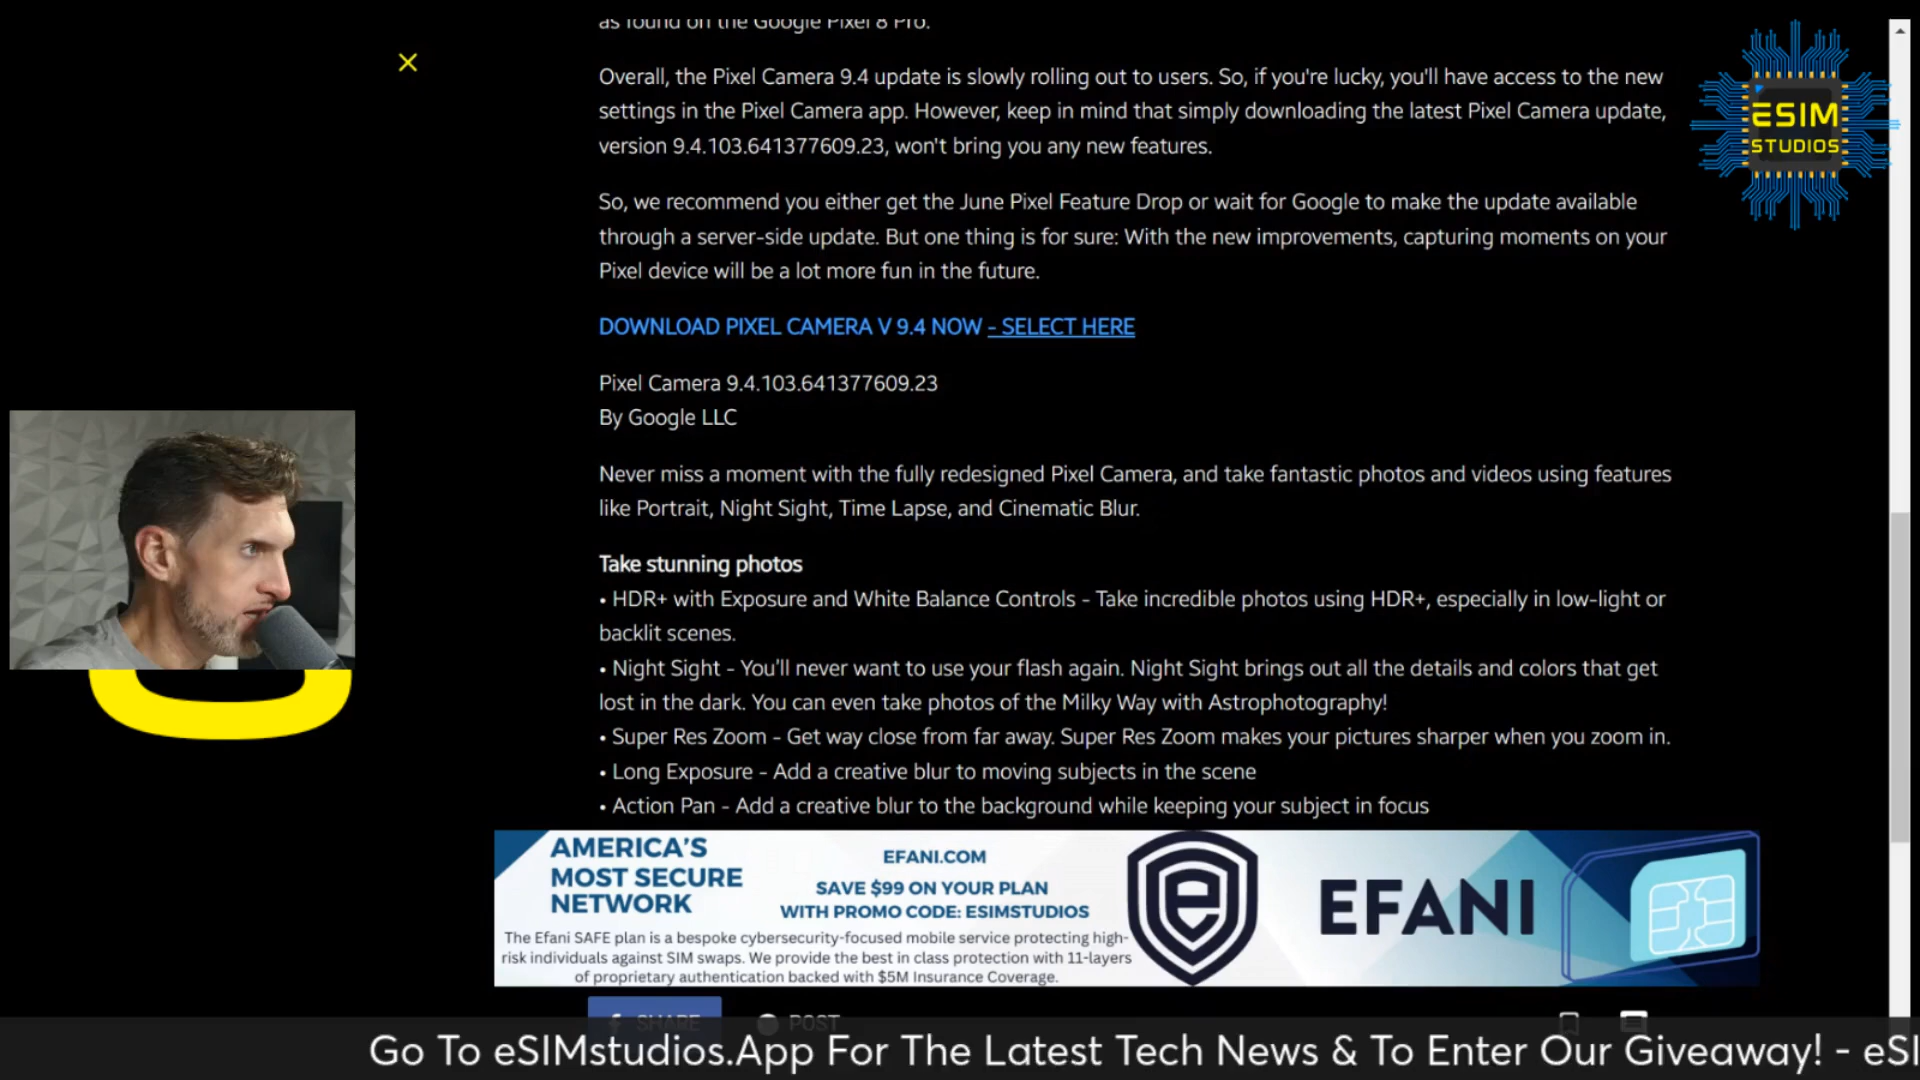 as found on the Google Pixel 8 Pro.
Overall, the Pixel Camera 9.4 update is slowly rolling out to users. So, if you're lucky, you'll have access to the new
settings in the Pixel Camera app. However, keep in mind that simply downloading the latest Pixel Camera update,
version 9.4.103.641377609.23, won't bring you any new features.
So, we recommend you either get the June Pixel Feature Drop or wait for Google to make the update available
through a server-side update. But one thing is for sure: With the new improvements, capturing moments on your
Pixel device will be a lot more fun in the future.
DOWNLOAD PIXEL CAMERA V 9.4 NOW - SELECT HERE
Pixel Camera 9.4.103.641377609.23
By Google LLC
Never miss a moment with the fully redesigned Pixel Camera, and take fantastic photos and videos using features
like Portrait, Night Sight, Time Lapse, and Cinematic Blur.
Take stunning photos
• HDR+ with Exposure and White Balance Controls - Take incredible photos using HDR+, especially in low-light or
backlit scenes.
• Night Sight - You'll never want to use your flash again. Night Sight brings out all the details and colors that get
lost in the dark. You can even take photos of the Milky Way with Astrophotography!
• Super Res Zoom - Get way close from far away. Super Res Zoom makes your pictures sharper when you zoom in.
• Long Exposure - Add a creative blur to moving subjects in the scene
• Action Pan - Add a creative blur to the background while keeping your subject in focus
ESIM
STUDIOS
AMERICA'S
MOST SECURE
NETWORK
EFANI.COM
SAVE $99 ON YOUR PLAN
WITH PROMO CODE: ESIMSTUDIOS
The Efani SAFE plan is a bespoke cybersecurity-focused mobile service protecting high-
risk individuals against SIM swaps. We provide the best in class protection with 11-layers
of proprietary authentication backed with $5M Insurance Coverage.
EFANI
SHARE
POST
Go To eSIMstudios.App For The Latest Tech News & To Enter Our Giveaway! - eSI